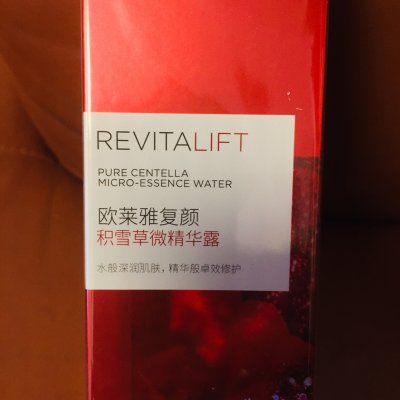 REVITALIFT
PURE CENTELLA
MICRO-ESSENCE WATER
欧莱雅复颜
积雪草微精华露
水般深润肌肤，精华般卓效修护